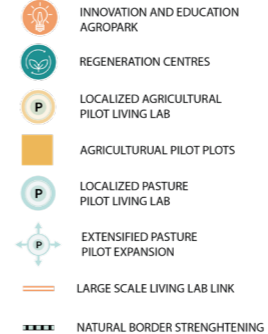 INNOVATION AND EDUCATION
AGROPARK
REGENERATION CENTRES
P
LOCALIZED AGRICULTURAL
PILOT LIVING LAB
AGRICULTURUAL PILOT PLOTS
P
LOCALIZED PASTURE
PILOT LIVING LAB
P
EXTENSIFIED PASTURE
PILOT EXPANSION
LARGE SCALE LIVING LAB LINK
NATURAL BORDER STRENGHTENING